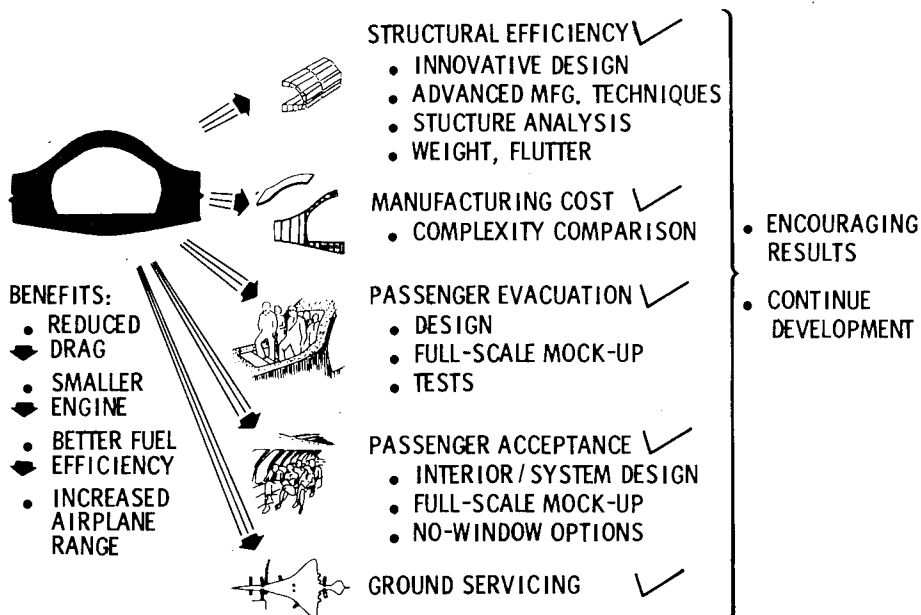 STRUCTURAL EFFICIENCY
• INNOVATIVE DESIGN
• ADVANCED MFG. TECHNIQUES
• STUCTURE ANALYSIS
• WEIGHT, FLUTTER
MANUFACTURING COST
• COMPLEXITY COMPARISON
PASSENGER EVACUATION
• DESIGN
• FULL-SCALE MOCK-UP
• TESTS
PASSENGER ACCEPTANCE
• INTERIOR/SYSTEM DESIGN
• FULL-SCALE MOCK-UP
• NO-WINDOW OPTIONS
GROUND SERVICING
BENEFITS:
• REDUCED
DRAG
• SMALLER
ENGINE
• BETTER FUEL
EFFICIENCY
• INCREASED
AIRPLANE
RANGE
• ENCOURAGING
RESULTS
• CONTINUE
DEVELOPMENT